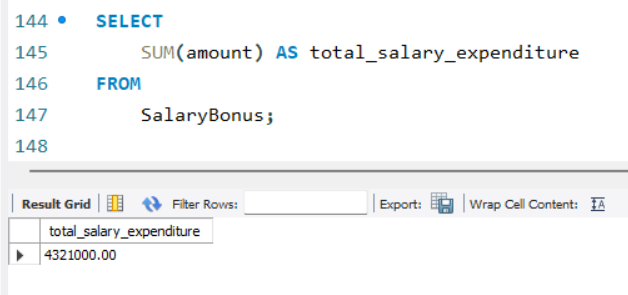 144 SELECT
145 SUM(amount) AS total_salary_expenditure
146 FROM
147 SalaryBonus;
148
Result Grid Filter Rows: Export: Wrap Cell Content: IA
total_salary_expenditure
4321000.00